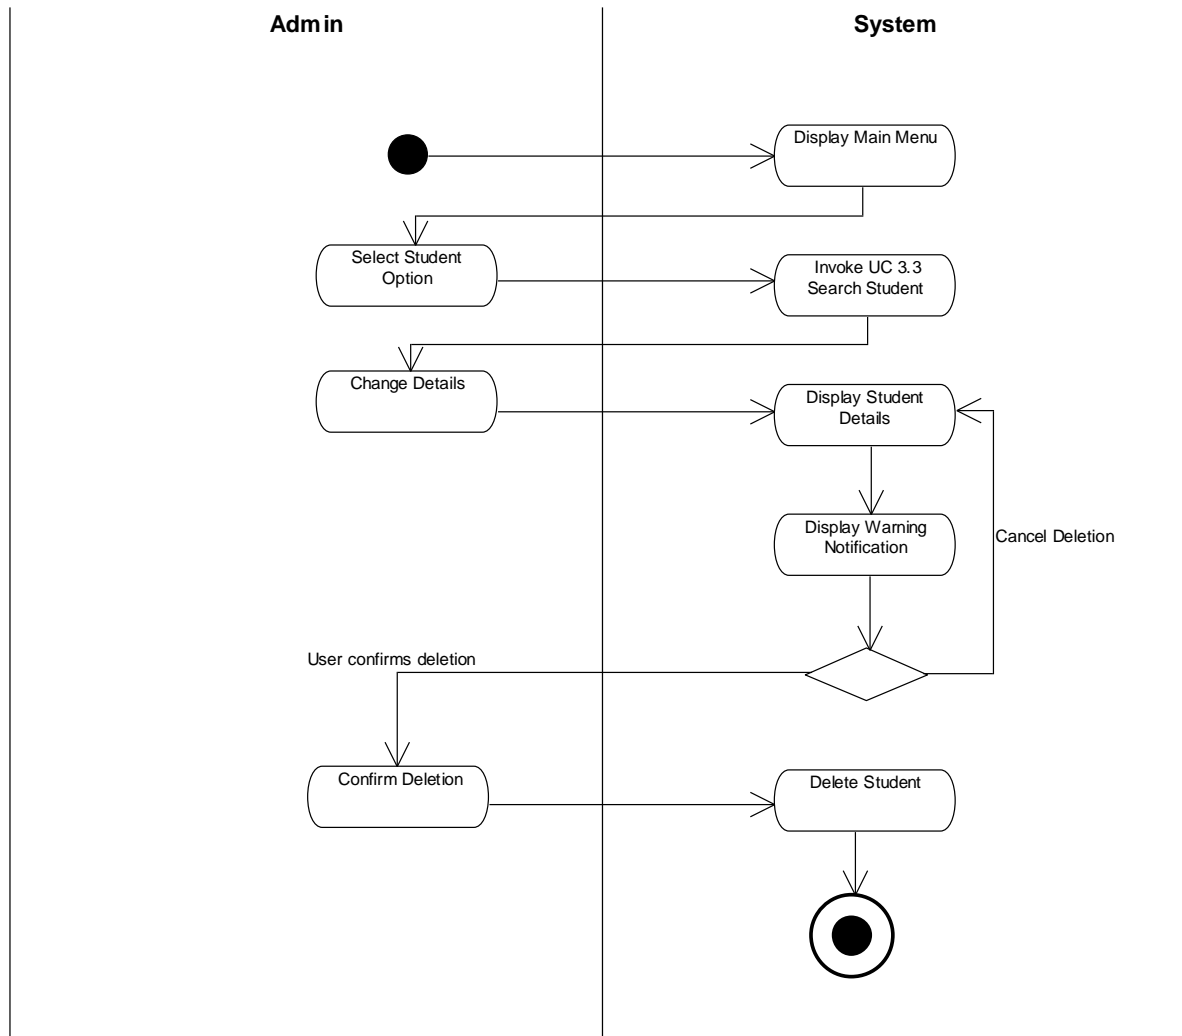 Admin
System
Display Main Menu
Select Student
Option
Invoke UC 3.3
Search Student
Change Details
Display Student
Details
Display Warning
Notification
Cancel Deletion
User confirms deletion
Confirm Deletion
Delete Student